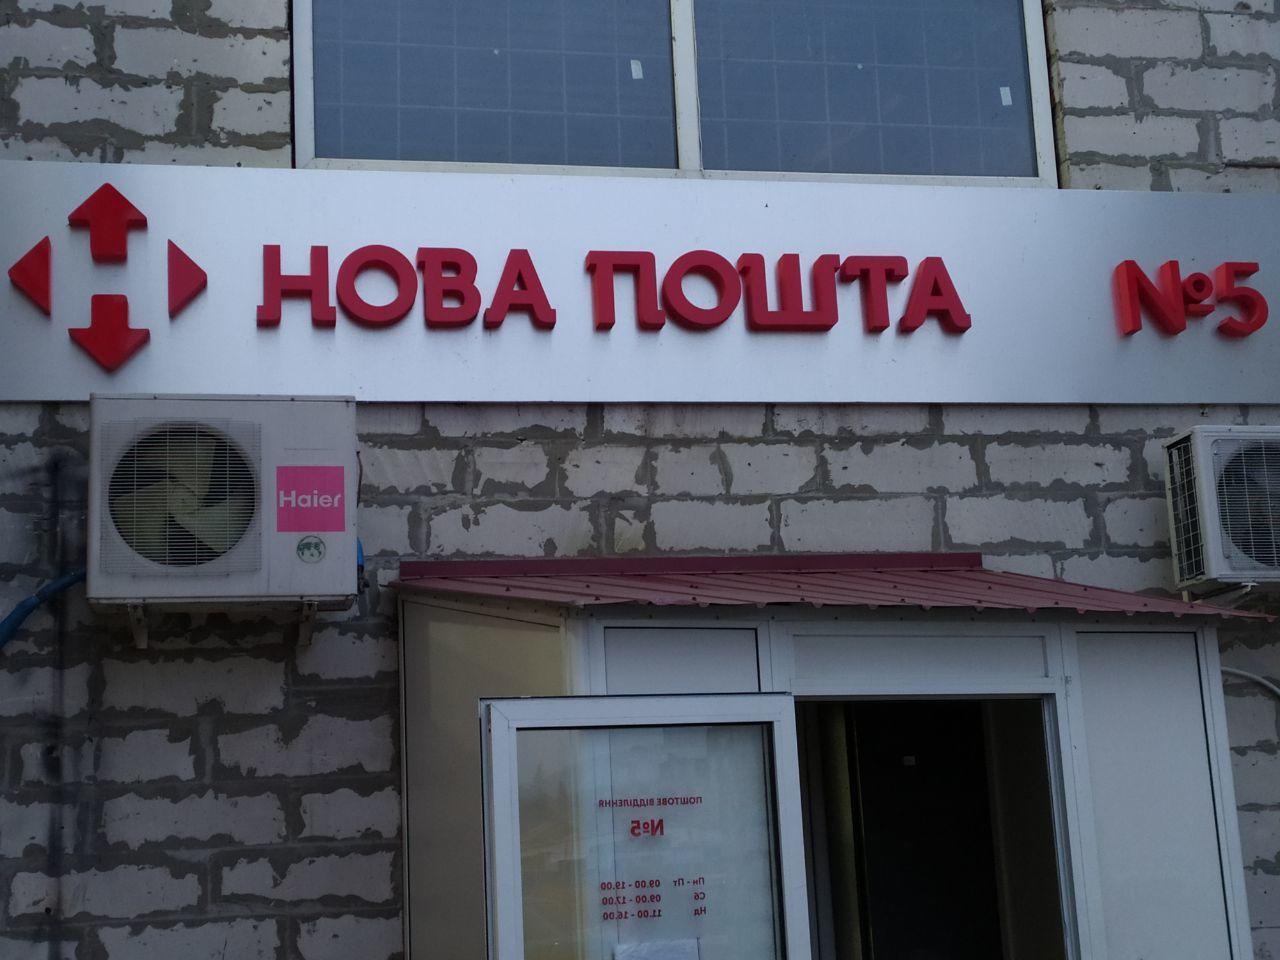 НОВА ПОШТА №5
Haier
ПОШТОВЕ ВІДДІЛЕННЯ
№5
Пн - Пт 09.00 - 19.00
Сб 09.00 - 17.00
Нд 11.00 - 16.00